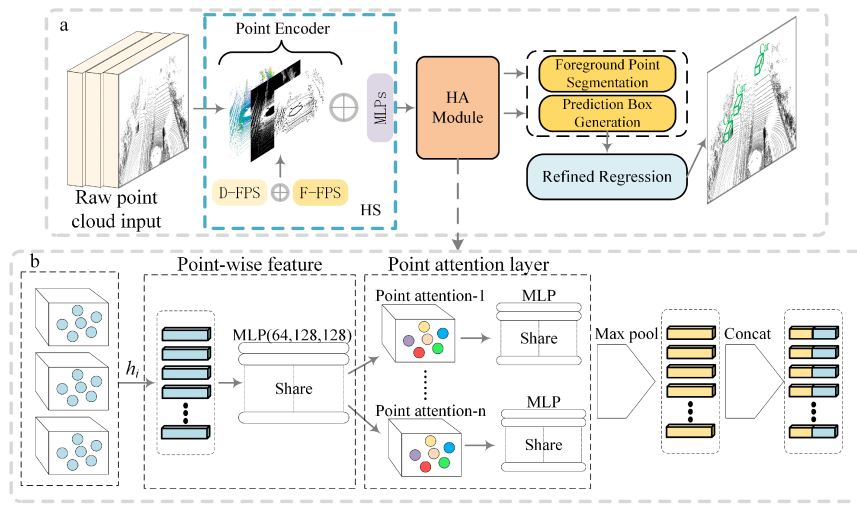 a
Point Encoder
MLPs
HA
Module
Foreground Point
Segmentation
Prediction Box
Generation
Refined Regression
Raw point
cloud input
D-FPS
F-FPS
HS
b
Point-wise feature
Point attention layer
hi
MLP(64,128,128)
Share
Point attention-1
MLP
Share
Point attention-n
MLP
Share
Max pool
Concat